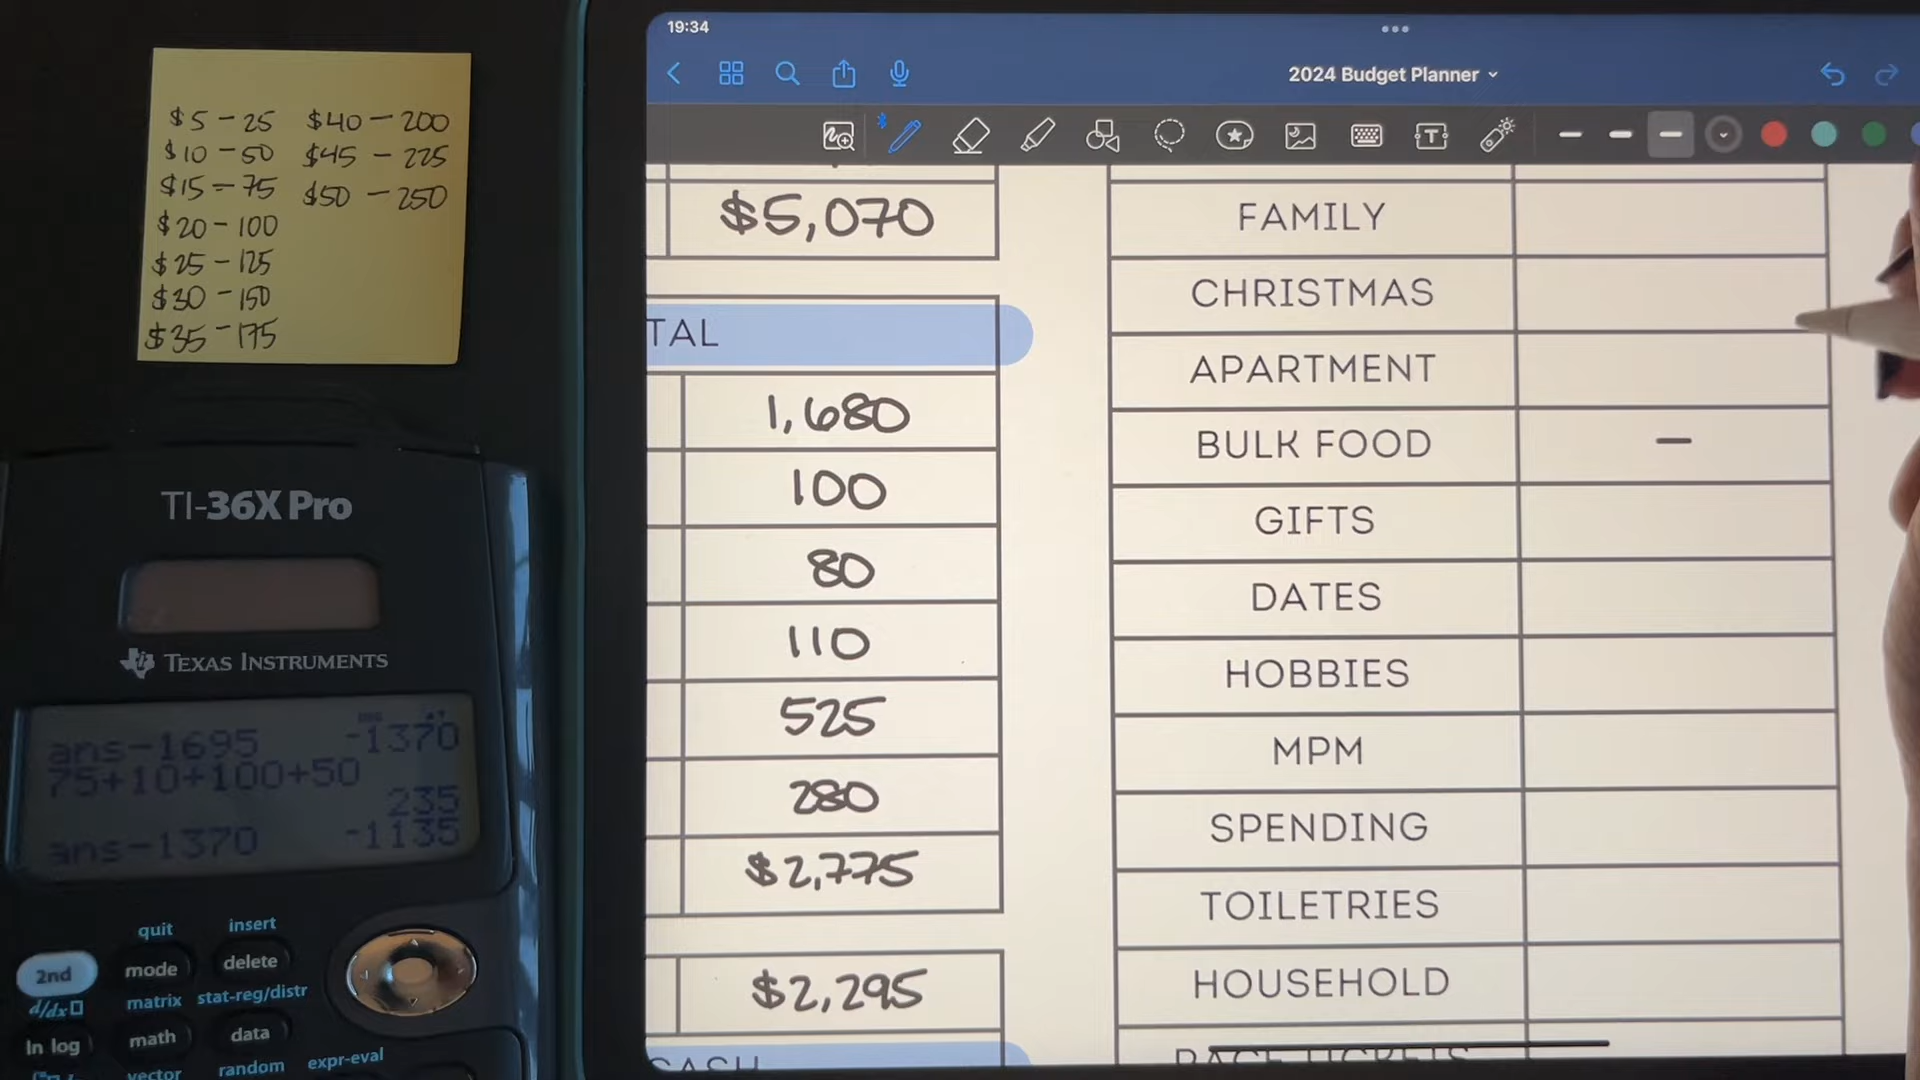 $5 - 25
$10 - 50
$15 - 75
$20 - 100
$25 - 125
$30 - 150
$35 - 175
$40 - 200
$45 - 225
$50 - 250
TI-36X Pro
TEXAS INSTRUMENTS
ans-1695 -1370
75+10+100+50
235
ans-1370 -1135
quit insert
2nd mode delete
d/dx matrix stat-reg/distr
ln log math data
vector random expr-eval
19:34
2024 Budget Planner
T
$5,070
TAL
1,680
100
80
110
525
280
$2,775
$2,295
CASH
FAMILY
CHRISTMAS
APARTMENT
BULK FOOD —
GIFTS
DATES
HOBBIES
MPM
SPENDING
TOILETRIES
HOUSEHOLD
RACE TICKETS